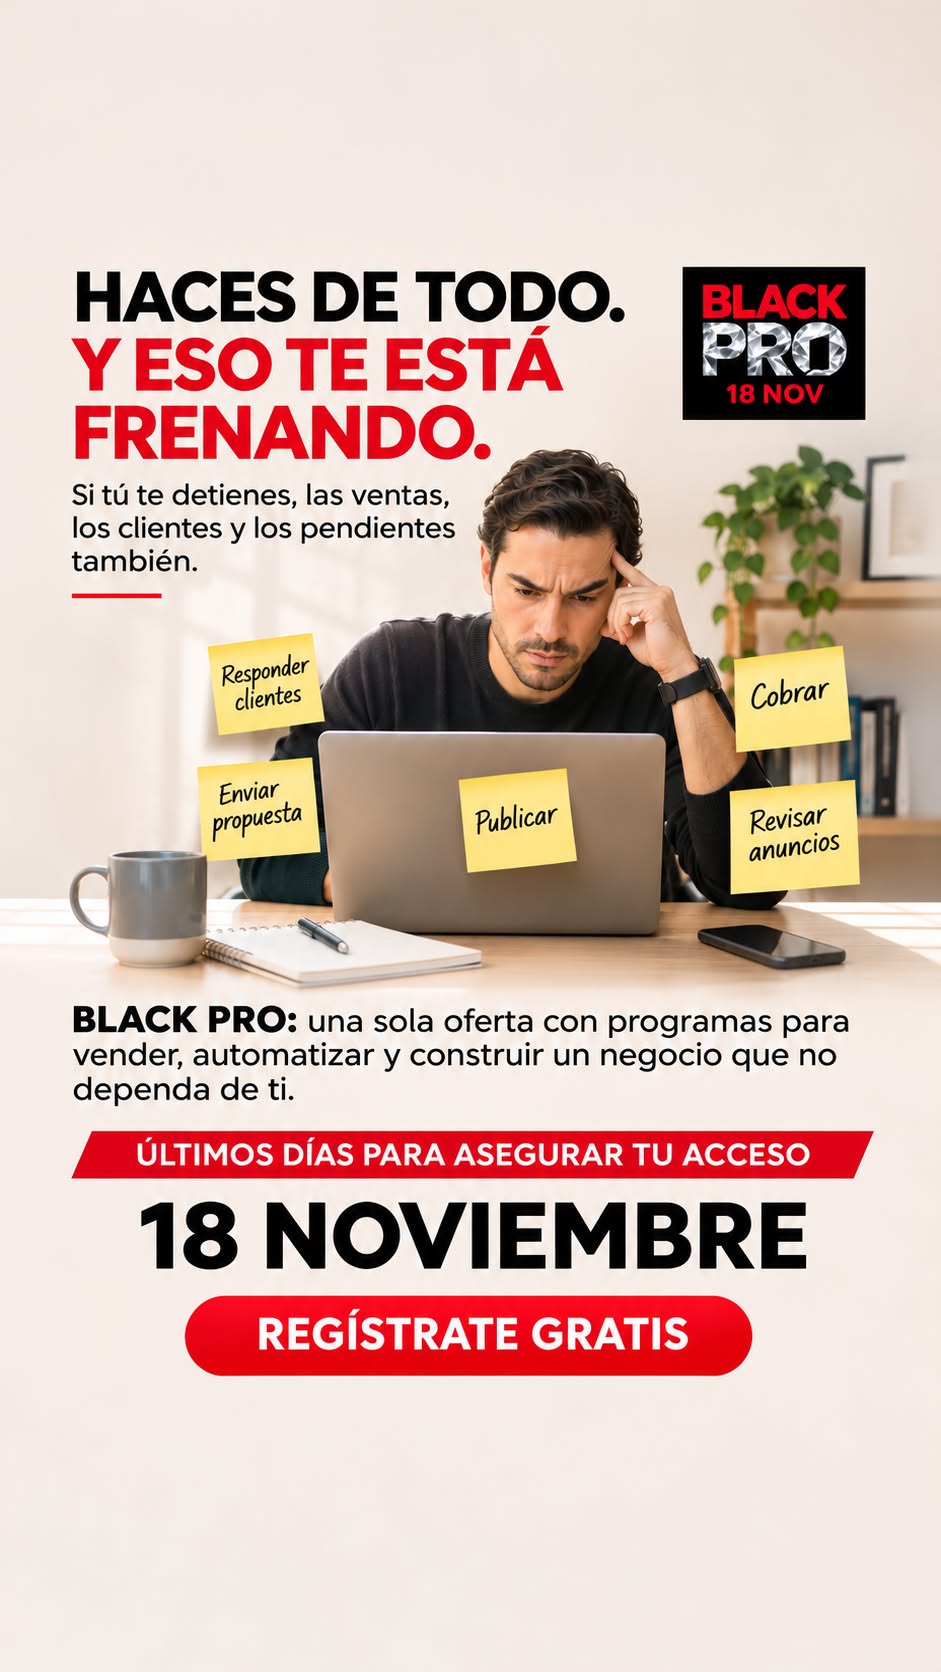 HACES DE TODO.
Y ESO TE ESTÁ
FRENANDO.
BLACK
PRO
18 NOV
Si tú te detienes, las ventas,
los clientes y los pendientes
también.
Responder
clientes
Enviar
propuesta
Publicar
Cobrar
Revisar
anuncios
BLACK PRO: una sola oferta con programas para
vender, automatizar y construir un negocio que no
dependa de ti.
ÚLTIMOS DÍAS PARA ASEGURAR TU ACCESO
18 NOVIEMBRE
REGÍSTRATE GRATIS